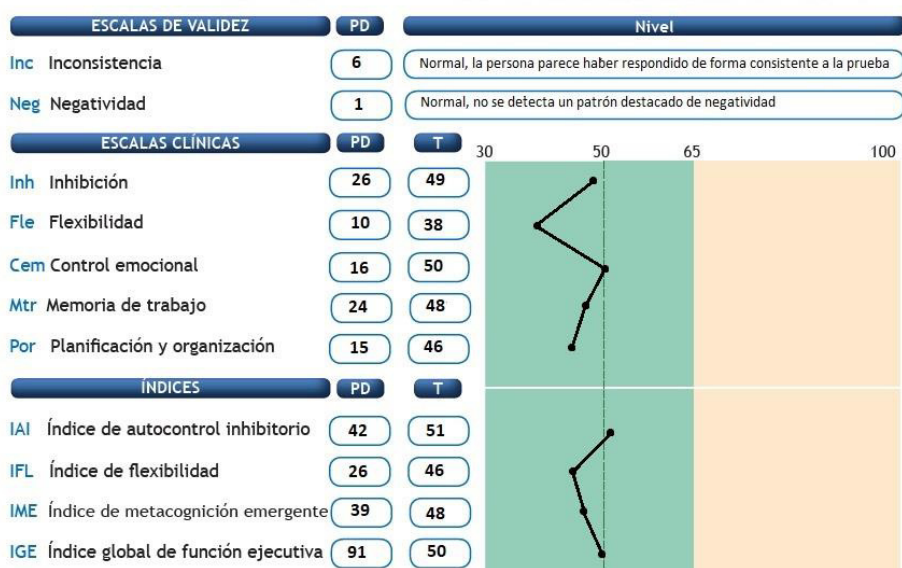 ESCALAS DE VALIDEZ PD Nivel
Inc Inconsistencia 6 Normal, la persona parece haber respondido de forma consistente a la prueba
Neg Negatividad 1 Normal, no se detecta un patrón destacado de negatividad
ESCALAS CLÍNICAS PD T 30 50 65 100
Inh Inhibición 26 49
Fle Flexibilidad 10 38
Cem Control emocional 16 50
Mtr Memoria de trabajo 24 48
Por Planificación y organización 15 46
ÍNDICES PD T
IAI Índice de autocontrol inhibitorio 42 51
IFL Índice de flexibilidad 26 46
IME Índice de metacognición emergente 39 48
IGE Índice global de función ejecutiva 91 50